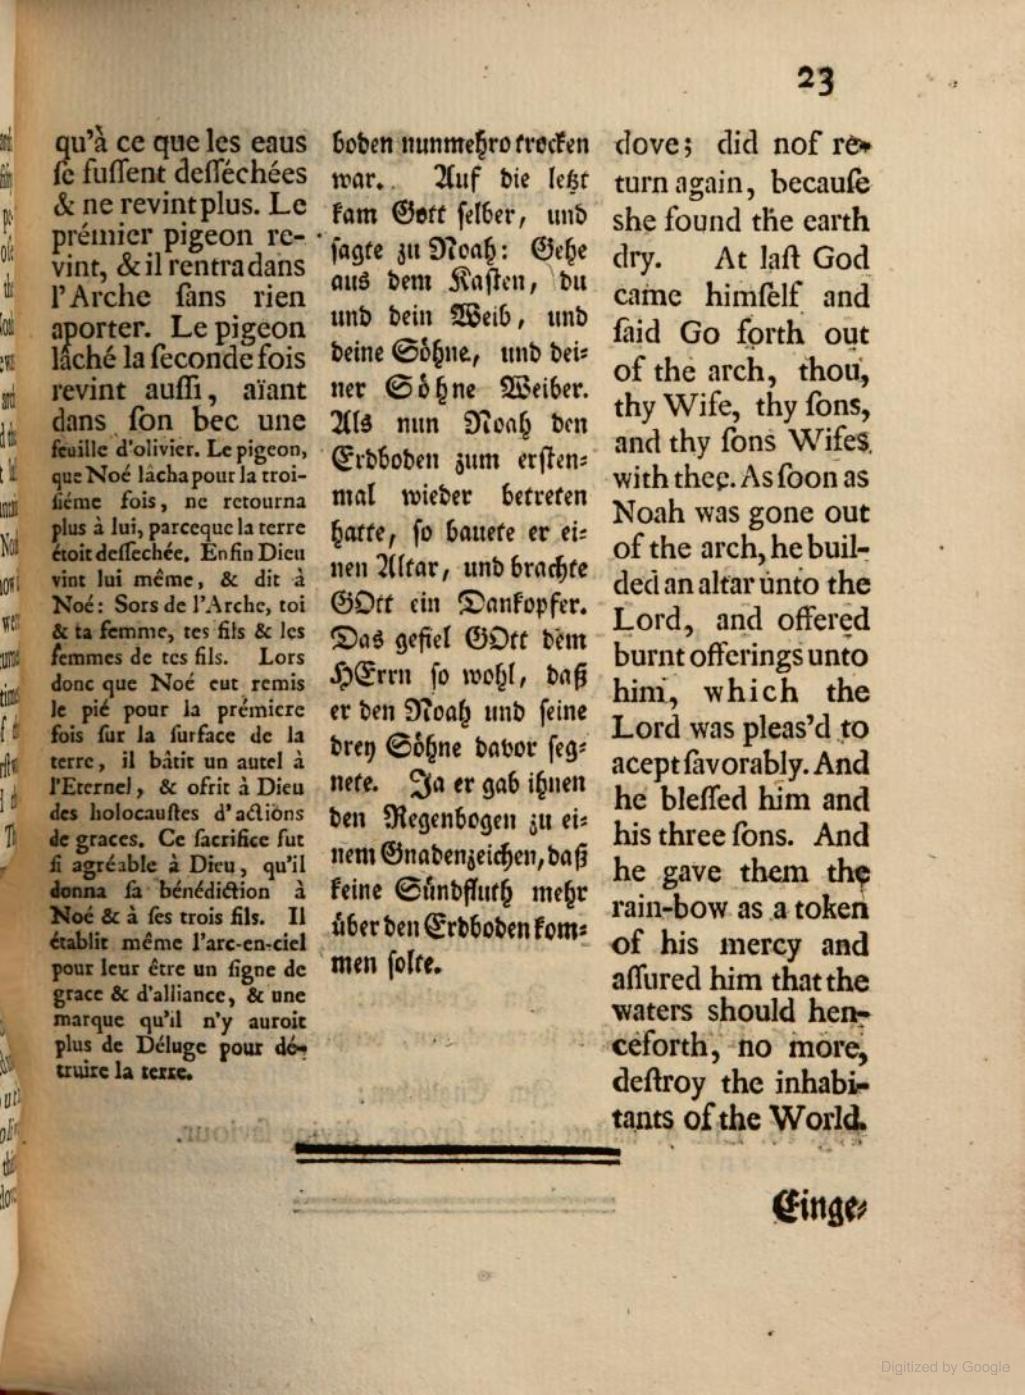 23
qu'à ce que les eaus
ſe fuſſent deſſéchées
& ne revint plus. Le
prémier pigeon re-
vint, & il rentra dans
l'Arche ſans rien
aporter. Le pigeon
lâché la ſeconde fois
revint auſſi, aïant
dans ſon bec une
feuille d'olivier. Le pigeon,
que Noé lâcha pour la troi-
ſiéme fois, ne retourna
plus à lui, parceque la terre
étoit deſſechée. Enfin Dieu
vint lui même, & dit à
Noé: Sors de l'Arche, toi
& ta femme, tes fils & les
femmes de tes fils. Lors
donc que Noé eut remis
le pié pour la prémiere
fois ſur la ſurface de la
terre, il bâtit un autel à
l'Eternel, & ofrit à Dieu
des holocauſtes d'actions
de graces. Ce ſacrifice fut
ſi agréable à Dieu, qu'il
donna ſa bénédiction à
Noé & à ſes trois fils. Il
établit même l'arc-en-ciel
pour leur être un ſigne de
grace & d'alliance, & une
marque qu'il n'y auroit
plus de Déluge pour dé-
truire la terre.
boden nunmehro trocken
war. Auf die letzt
kam Gott ſelber, und
ſagte zu Noah: Gehe
aus dem Kaſten, du
und dein Weib, und
deine Soͤhne, und dei⸗
ner Soͤhne Weiber.
Als nun Noah den
Erdboden zum erſten⸗
mal wieder betreten
hatte, ſo bauete er ei⸗
nen Altar, und brachte
GOtt ein Dankopfer.
Das gefiel GOtt dem
HErrn ſo wohl, daß
er den Noah und ſeine
drey Soͤhne davor ſeg⸗
nete. Ja er gab ihnen
den Regenbogen zu ei⸗
nem Gnadenzeichen, daß
keine Suͤndfluth mehr
uͤber den Erdboden kom⸗
men ſolte.
dove; did nof re-
turn again, becauſe
she found the earth
dry. At laſt God
came himſelf and
ſaid Go forth out
of the arch, thou,
thy Wife, thy ſons,
and thy ſons Wifes
with thee. As ſoon as
Noah was gone out
of the arch, he buil-
ded an altar unto the
Lord, and offered
burnt offerings unto
him, which the
Lord was pleas'd to
acept favorably. And
he bleſſed him and
his three ſons. And
he gave them the
rain-bow as a token
of his mercy and
aſſured him that the
waters should hen-
ceforth, no more,
deſtroy the inhabi-
tants of the World.
Einge⸗
Digitized by Google